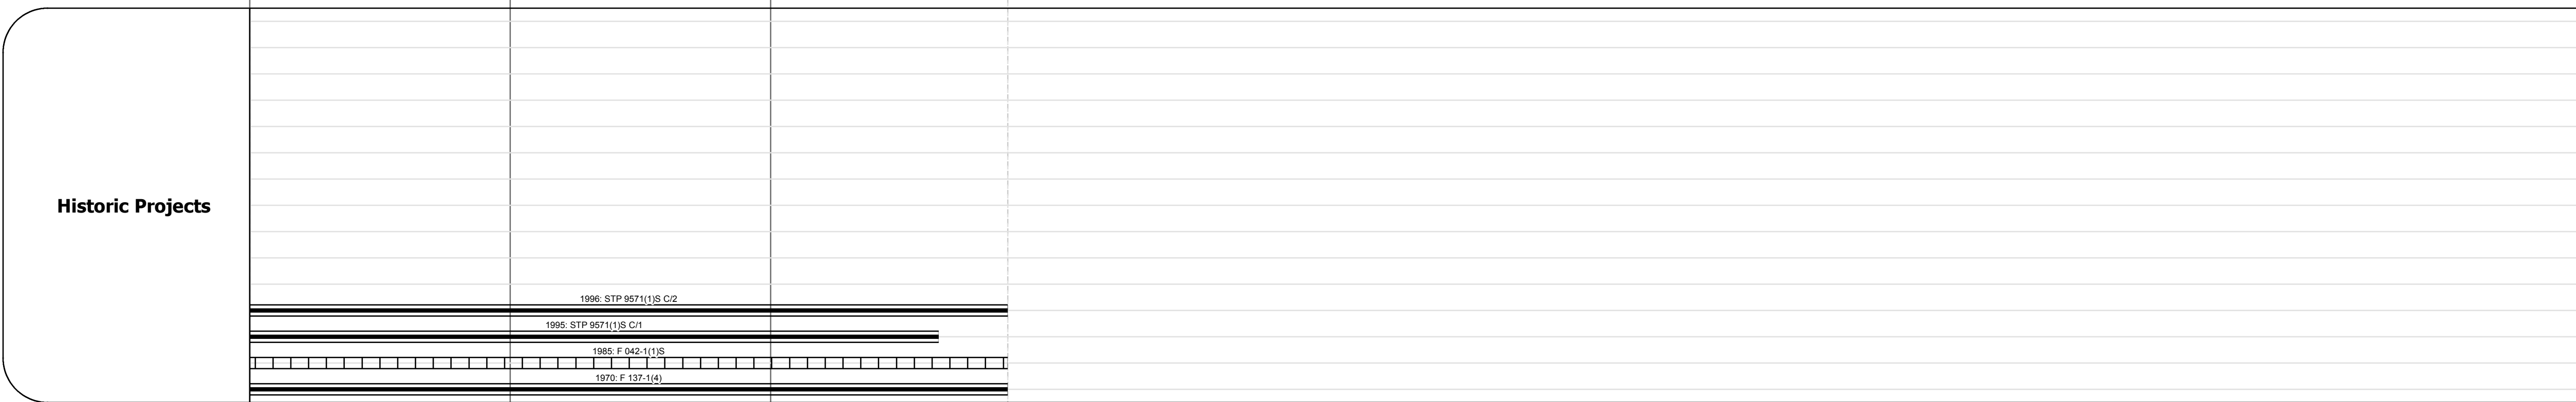 Historic Projects
1996: STP 9571(1)S C/2
1995: STP 9571(1)S C/1
1985: F 042-1(1)S
1970: F 137-1(4)